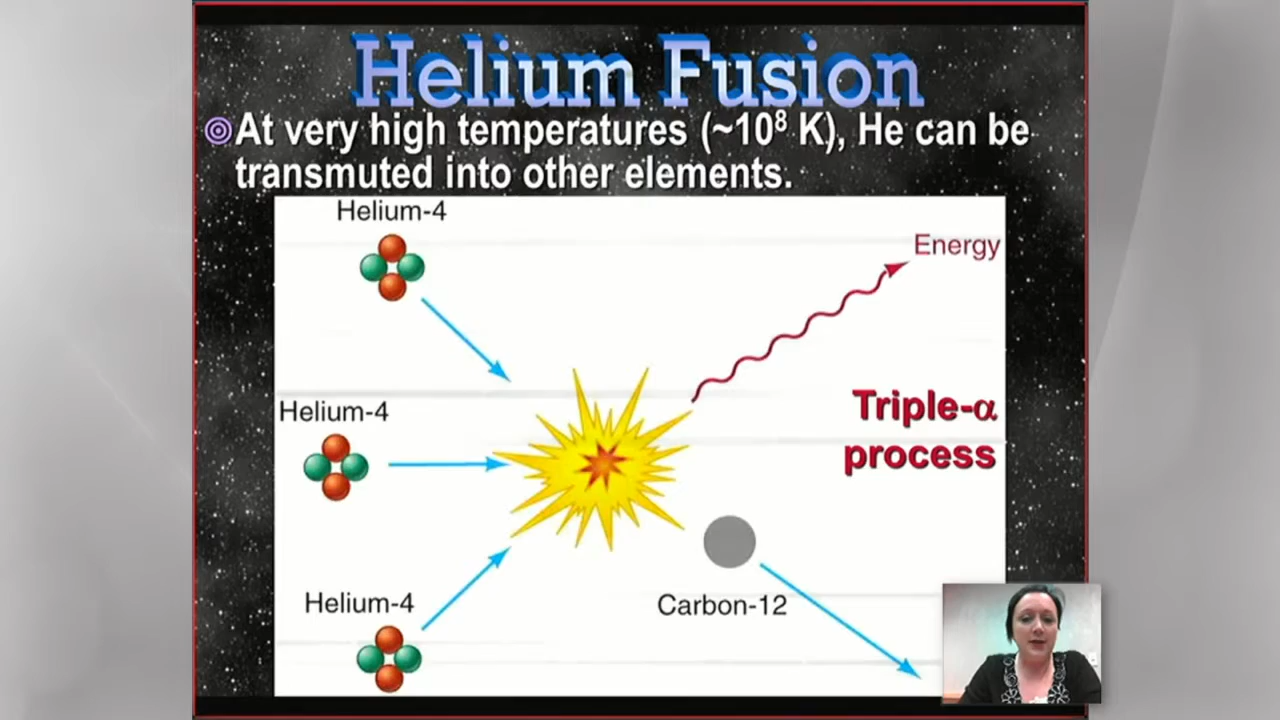 Helium Fusion
At very high temperatures (~10⁸ K), He can be
transmuted into other elements.
Helium-4
Energy
Helium-4
Triple-α
process
Helium-4
Carbon-12